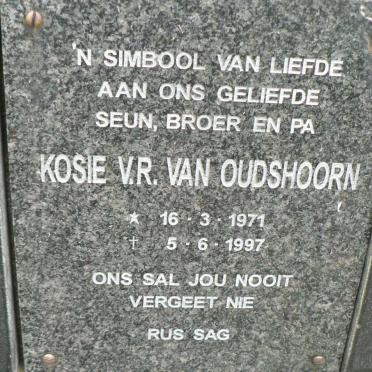 'N SIMBOOL VAN LIEFDE
AAN ONS GELIEFDE
SEUN, BROER EN PA
KOSIE V.R. VAN OUDSHOORN
★ 16 · 3 · 1971
† 5 · 6 · 1997
ONS SAL JOU NOOIT
VERGEET NIE
RUS SAG